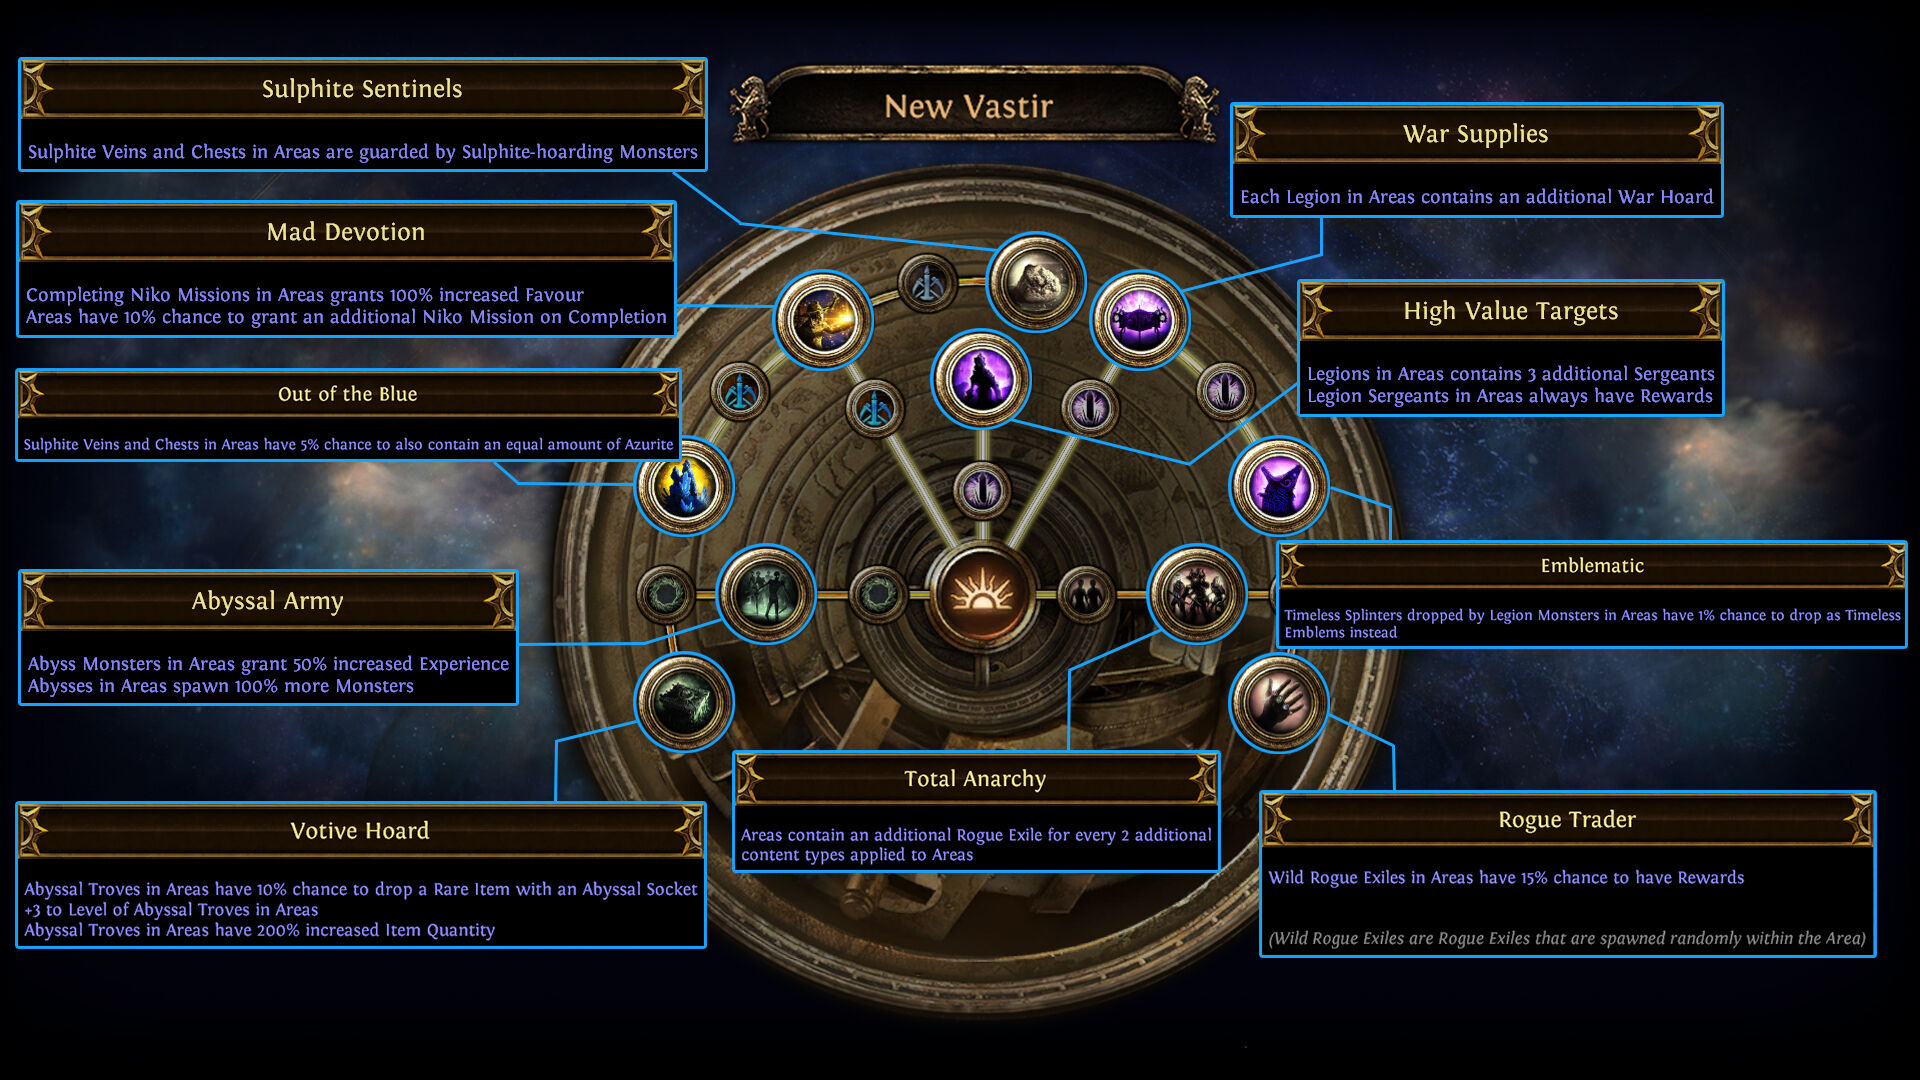 New Vastir
Sulphite Sentinels
Sulphite Veins and Chests in Areas are guarded by Sulphite-hoarding Monsters
Mad Devotion
Completing Niko Missions in Areas grants 100% increased Favour
Areas have 10% chance to grant an additional Niko Mission on Completion
Out of the Blue
Sulphite Veins and Chests in Areas have 5% chance to also contain an equal amount of Azurite
Abyssal Army
Abyss Monsters in Areas grant 50% increased Experience
Abysses in Areas spawn 100% more Monsters
Votive Hoard
Abyssal Troves in Areas have 10% chance to drop a Rare Item with an Abyssal Socket
+3 to Level of Abyssal Troves in Areas
Abyssal Troves in Areas have 200% increased Item Quantity
Total Anarchy
Areas contain an additional Rogue Exile for every 2 additional
content types applied to Areas
War Supplies
Each Legion in Areas contains an additional War Hoard
High Value Targets
Legions in Areas contains 3 additional Sergeants
Legion Sergeants in Areas always have Rewards
Emblematic
Timeless Splinters dropped by Legion Monsters in Areas have 1% chance to drop as Timeless
Emblems instead
Rogue Trader
Wild Rogue Exiles in Areas have 15% chance to have Rewards
(Wild Rogue Exiles are Rogue Exiles that are spawned randomly within the Area)